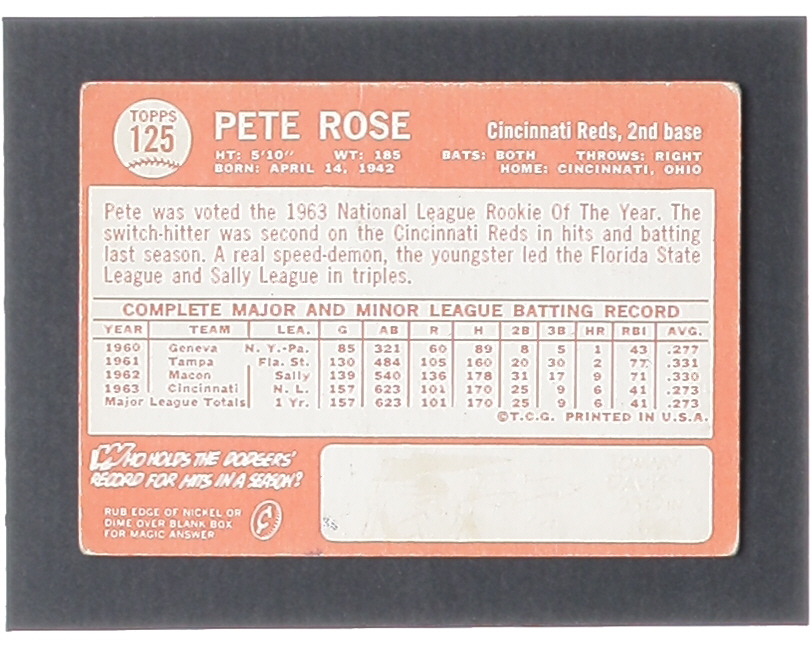 TOPPS
125
PETE ROSE
Cincinnati Reds, 2nd base
HT: 5'10" WT: 185 BATS: BOTH THROWS: RIGHT
BORN: APRIL 14, 1942 HOME: CINCINNATI, OHIO
Pete was voted the 1963 National League Rookie Of The Year. The
switch-hitter was second on the Cincinnati Reds in hits and batting
last season. A real speed-demon, the youngster led the Florida State
League and Sally League in triples.
COMPLETE MAJOR AND MINOR LEAGUE BATTING RECORD
YEAR TEAM LEA. G AB R H 2B 3B HR RBI AVG.
1960 Geneva N. Y.-Pa. 85 321 60 89 8 5 1 43 .277
1961 Tampa Fla. St. 130 484 105 160 20 30 2 77 .331
1962 Macon Sally 139 540 136 178 31 17 9 71 .330
1963 Cincinnati N. L. 157 623 101 170 25 9 6 41 .273
Major League Totals 1 Yr. 157 623 101 170 25 9 6 41 .273
©T.C.G. PRINTED IN U.S.A.
WHO HOLDS THE DODGERS'
RECORD FOR HITS IN A SEASON?
RUB EDGE OF NICKEL OR
DIME OVER BLANK BOX
FOR MAGIC ANSWER